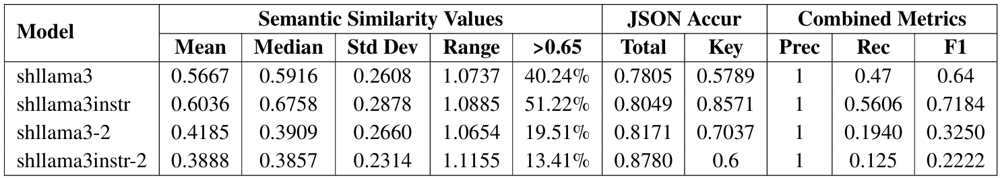 Model Semantic Similarity Values JSON Accur Combined Metrics
Mean Median Std Dev Range >0.65 Total Key Prec Rec F1
shllama3 0.5667 0.5916 0.2608 1.0737 40.24% 0.7805 0.5789 1 0.47 0.64
shllama3instr 0.6036 0.6758 0.2878 1.0885 51.22% 0.8049 0.8571 1 0.5606 0.7184
shllama3-2 0.4185 0.3909 0.2660 1.0654 19.51% 0.8171 0.7037 1 0.1940 0.3250
shllama3instr-2 0.3888 0.3857 0.2314 1.1155 13.41% 0.8780 0.6 1 0.125 0.2222